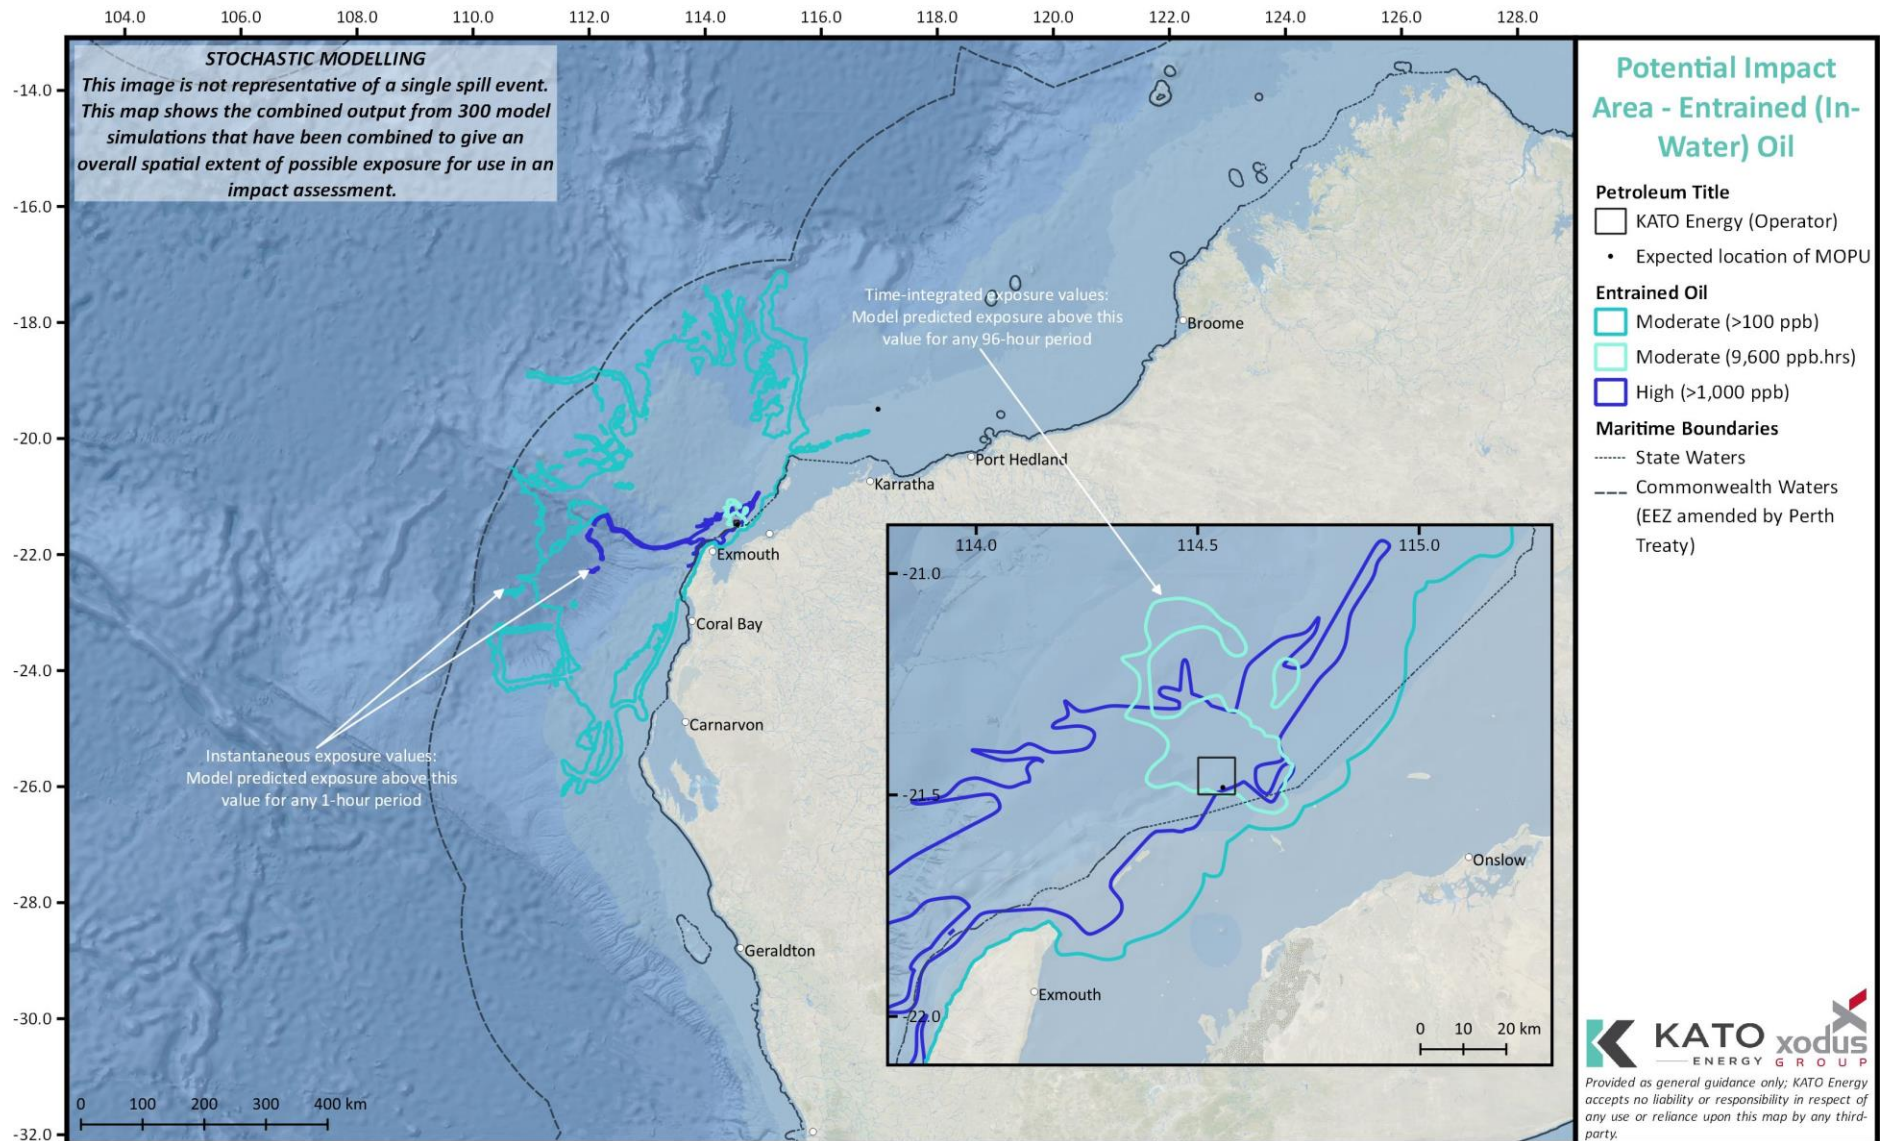 104.0 106.0 108.0 110.0 112.0 114.0 116.0 118.0 120.0 122.0 124.0 126.0 128.0
-14.0
-16.0
-18.0
-20.0
-22.0
-24.0
-26.0
-28.0
-30.0
-32.0
STOCHASTIC MODELLING
This image is not representative of a single spill event.
This map shows the combined output from 300 model
simulations that have been combined to give an
overall spatial extent of possible exposure for use in an
impact assessment.
Time-integrated exposure values:
Model predicted exposure above this
value for any 96-hour period
Broome
Port Hedland
Karratha
Exmouth
Coral Bay
Carnarvon
Geraldton
Instantaneous exposure values:
Model predicted exposure above this
value for any 1-hour period
0 100 200 300 400 km
114.0 114.5 115.0
-21.0
-21.5
-22.0
Onslow
Exmouth
0 10 20 km
Potential Impact
Area - Entrained (In-
Water) Oil
Petroleum Title
KATO Energy (Operator)
Expected location of MOPU
Entrained Oil
Moderate (>100 ppb)
Moderate (9,600 ppb.hrs)
High (>1,000 ppb)
Maritime Boundaries
State Waters
Commonwealth Waters
(EEZ amended by Perth
Treaty)
KATO
ENERGY
xodus
GROUP
Provided as general guidance only; KATO Energy
accepts no liability or responsibility in respect of
any use or reliance upon this map by any third-
party.